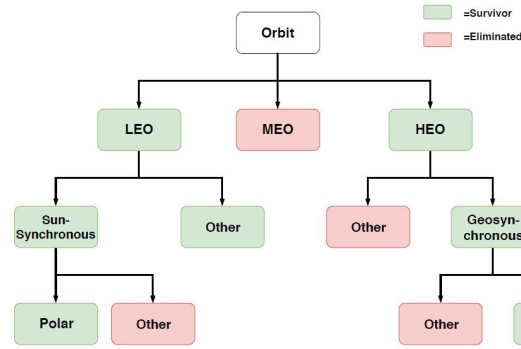 =Survivor
Orbit
=Eliminated
LEO
MEO
HEO
Sun-
Synchronous
Other
Other
Geosyn-
chronous
Polar
Other
Other